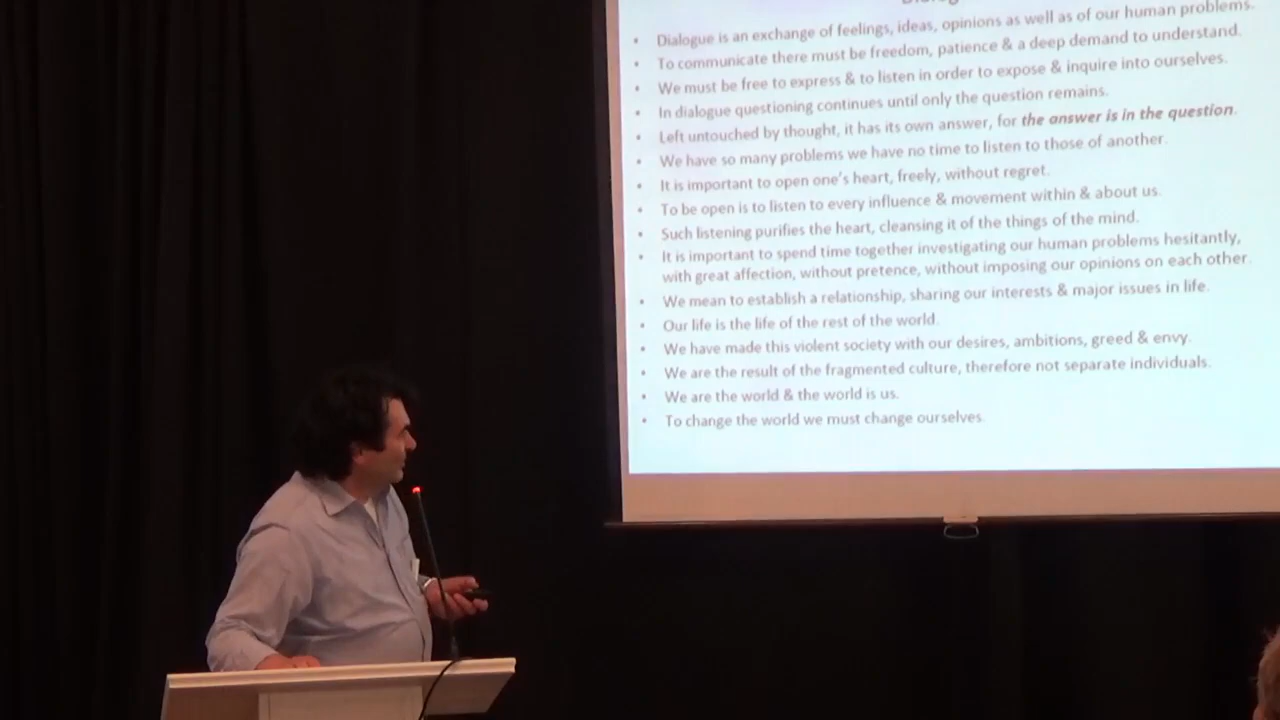 • Dialogue is an exchange of feelings, ideas, opinions as well as of our human problems.
• To communicate there must be freedom, patience & a deep demand to understand.
• We must be free to express & to listen in order to expose & inquire into ourselves.
• In dialogue questioning continues until only the question remains.
• Left untouched by thought, it has its own answer, for the answer is in the question.
• We have so many problems we have no time to listen to those of another.
• It is important to open one's heart, freely, without regret.
• To be open is to listen to every influence & movement within & about us.
• Such listening purifies the heart, cleansing it of the things of the mind.
• It is important to spend time together investigating our human problems hesitantly,
with great affection, without pretence, without imposing our opinions on each other.
• We mean to establish a relationship, sharing our interests & major issues in life.
• Our life is the life of the rest of the world.
• We have made this violent society with our desires, ambitions, greed & envy.
• We are the result of the fragmented culture, therefore not separate individuals.
• We are the world & the world is us.
• To change the world we must change ourselves.